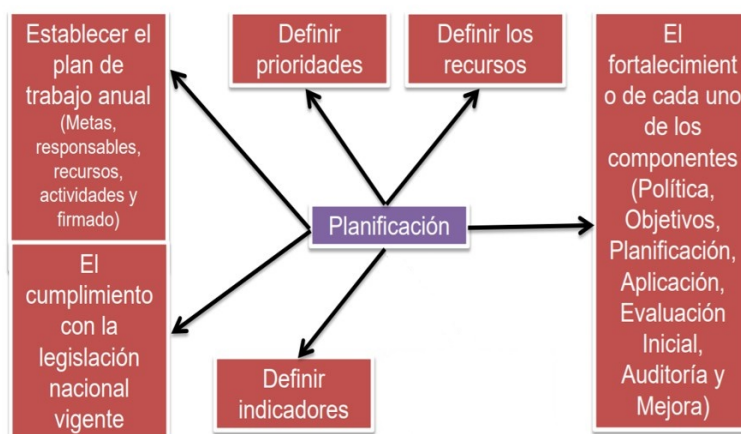 Establecer el
plan de
trabajo anual
(Metas,
responsables,
recursos,
actividades y
firmado)
Definir
prioridades
Definir los
recursos
El
fortalecimient
o de cada uno
de los
componentes
(Política,
Objetivos,
Planificación,
Aplicación,
Evaluación
Inicial,
Auditoría y
Mejora)
Planificación
El
cumplimiento
con la
legislación
nacional
vigente
Definir
indicadores